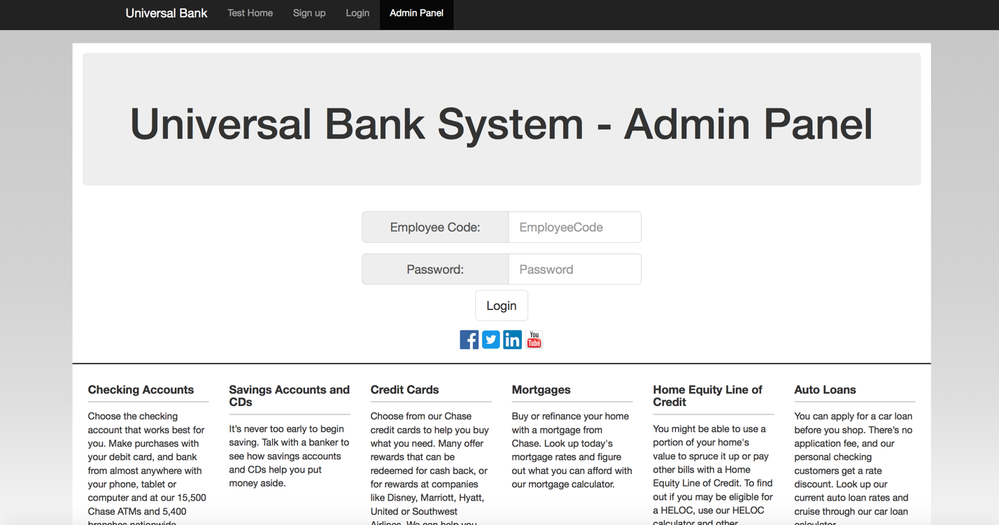 Universal Bank Test Home Sign up Login Admin Panel
Universal Bank System - Admin Panel
Employee Code: EmployeeCode
Password: Password
Login
You
Tube
Checking Accounts
Choose the checking
account that works best for
you. Make purchases with
your debit card, and bank
from almost anywhere with
your phone, tablet or
computer and at our 15,500
Chase ATMs and 5,400
branches nationwide
Savings Accounts and
CDs
It's never too early to begin
saving. Talk with a banker to
see how savings accounts
and CDs help you put
money aside.
Credit Cards
Choose from our Chase
credit cards to help you buy
what you need. Many offer
rewards that can be
redeemed for cash back, or
for rewards at companies
like Disney, Marriott, Hyatt,
United or Southwest
Airlines. We can help you
Mortgages
Buy or refinance your home
with a mortgage from
Chase. Look up today's
mortgage rates and figure
out what you can afford with
our mortgage calculator.
Home Equity Line of
Credit
You might be able to use a
portion of your home's
value to spruce it up or pay
other bills with a Home
Equity Line of Credit. To find
out if you may be eligible for
a HELOC, use our HELOC
calculator and other
Auto Loans
You can apply for a car loan
before you shop. There's no
application fee, and our
personal checking
customers get a rate
discount. Look up our
current auto loan rates and
cruise through our car loan
calculator